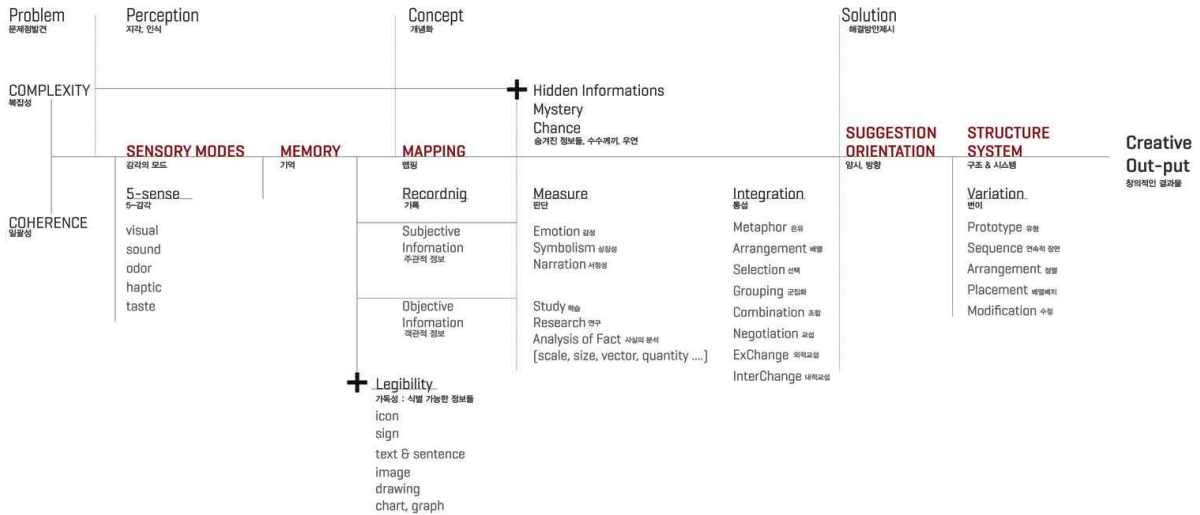 Problem
문제점발견
Perception
지각, 인식
Concept
개념화
Solution
해결방안제시
COMPLEXITY
복잡성
Hidden Informations
Mystery
Chance
숨겨진 정보들, 수수께끼, 우연
SENSORY MODES
감각의 모드
MEMORY
기억
MAPPING
맵핑
SUGGESTION
ORIENTATION
암시, 방향
STRUCTURE
SYSTEM
구조 & 시스템
Creative
Out-put
창의적인 결과물
COHERENCE
일괄성
5-sense
5-감각
visual
sound
odor
haptic
taste
Recordnig
기록
Subjective
Infomation
주관적 정보
Objective
Infomation
객관적 정보
Legibility
가독성 : 식별 가능한 정보들
icon
sign
text & sentence
image
drawing
chart, graph
Measure
판단
Emotion 감성
Symbolism 상징성
Narration 서정성
Study 학습
Research 연구
Analysis of Fact 사실의 분석
[scale, size, vector, quantity ....]
Integration
통섭
Metaphor 은유
Arrangement 배열
Selection 선택
Grouping 군집화
Combination 조합
Negotiation 교섭
ExChange 외적교섭
InterChange 내적교섭
Variation
변이
Prototype 유형
Sequence 연속적 장면
Arrangement 정렬
Placement 배열배치
Modification 수정